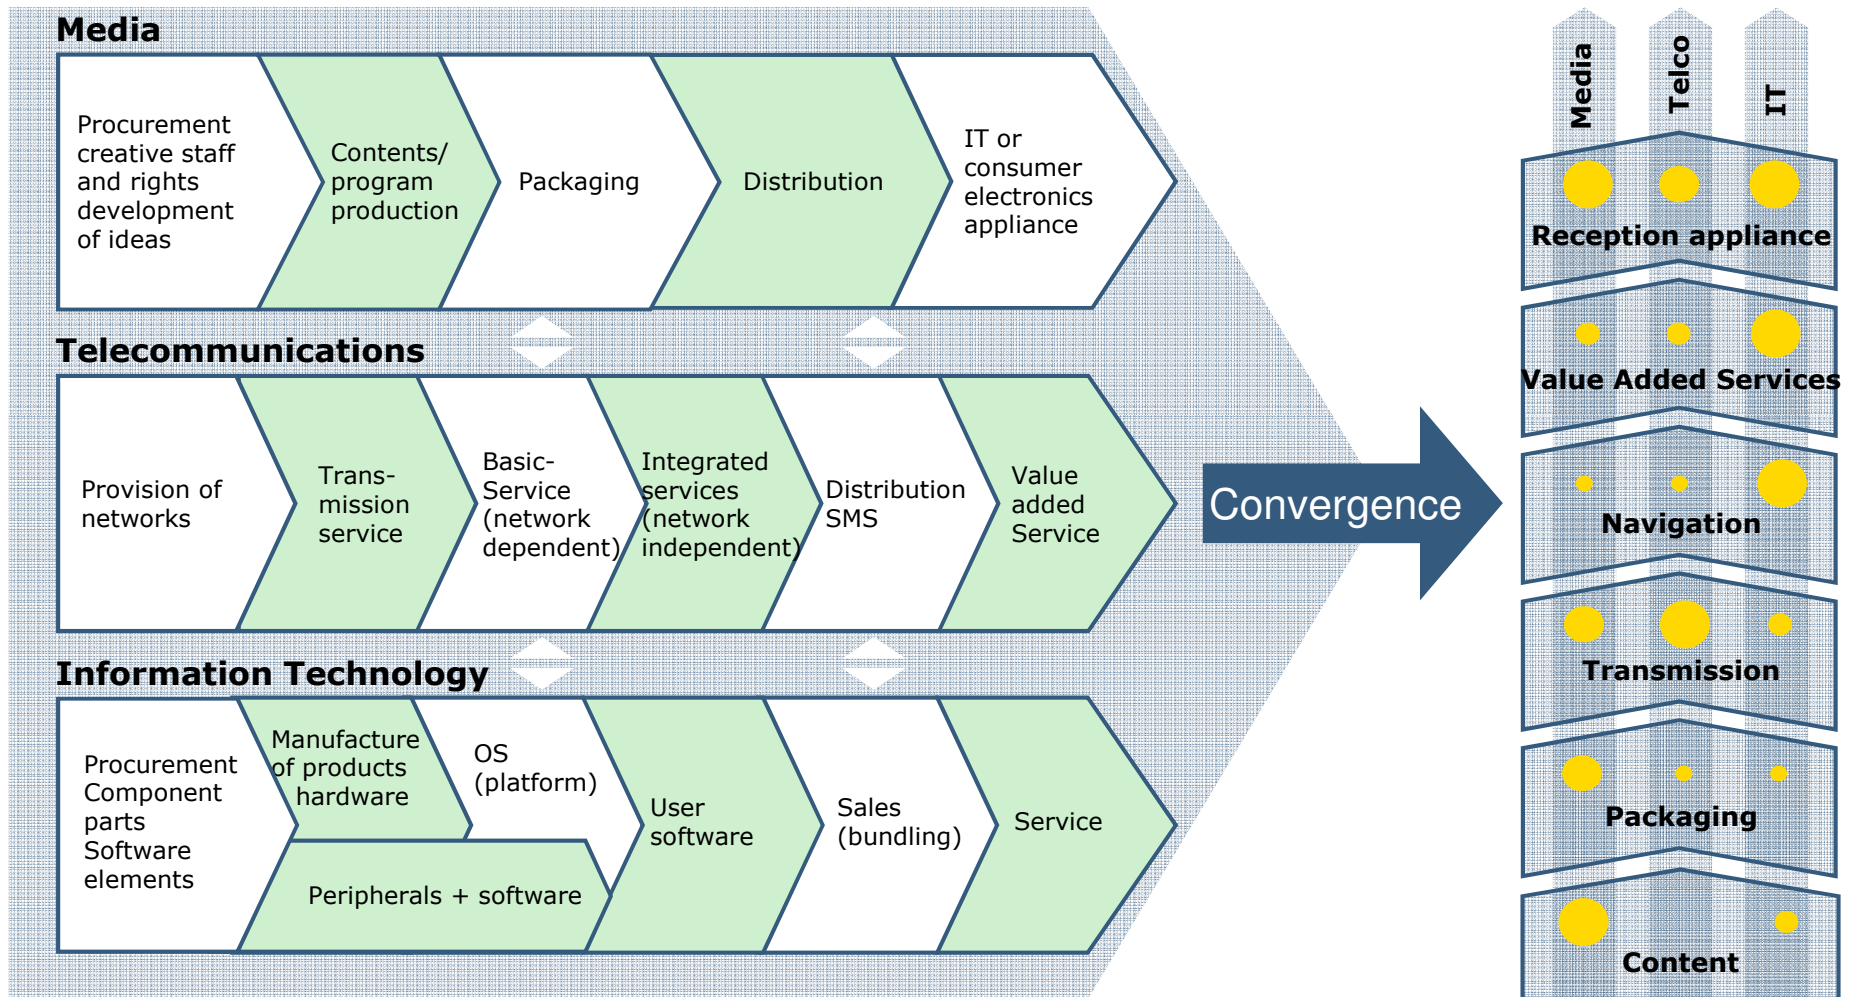 Media
Procurement
creative staff
and rights
development
of ideas
Contents/
program
production
Packaging
Distribution
IT or
consumer
electronics
appliance
Telecommunications
Provision of
networks
Trans-
mission
service
Basic-
Service
(network
dependent)
Integrated
services
(network
independent)
Distribution
SMS
Value
added
Service
Information Technology
Procurement
Component
parts
Software
elements
Manufacture
of products
hardware
OS
(platform)
Peripherals + software
User
software
Sales
(bundling)
Service
Convergence
Media
Telco
IT
Reception appliance
Value Added Services
Navigation
Transmission
Packaging
Content